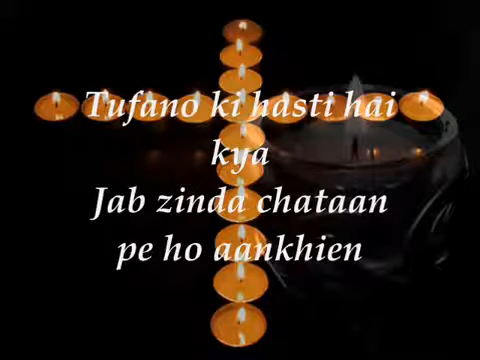 Tufano ki hasti hai
kya
Jab zinda chataan
pe ho aankhien